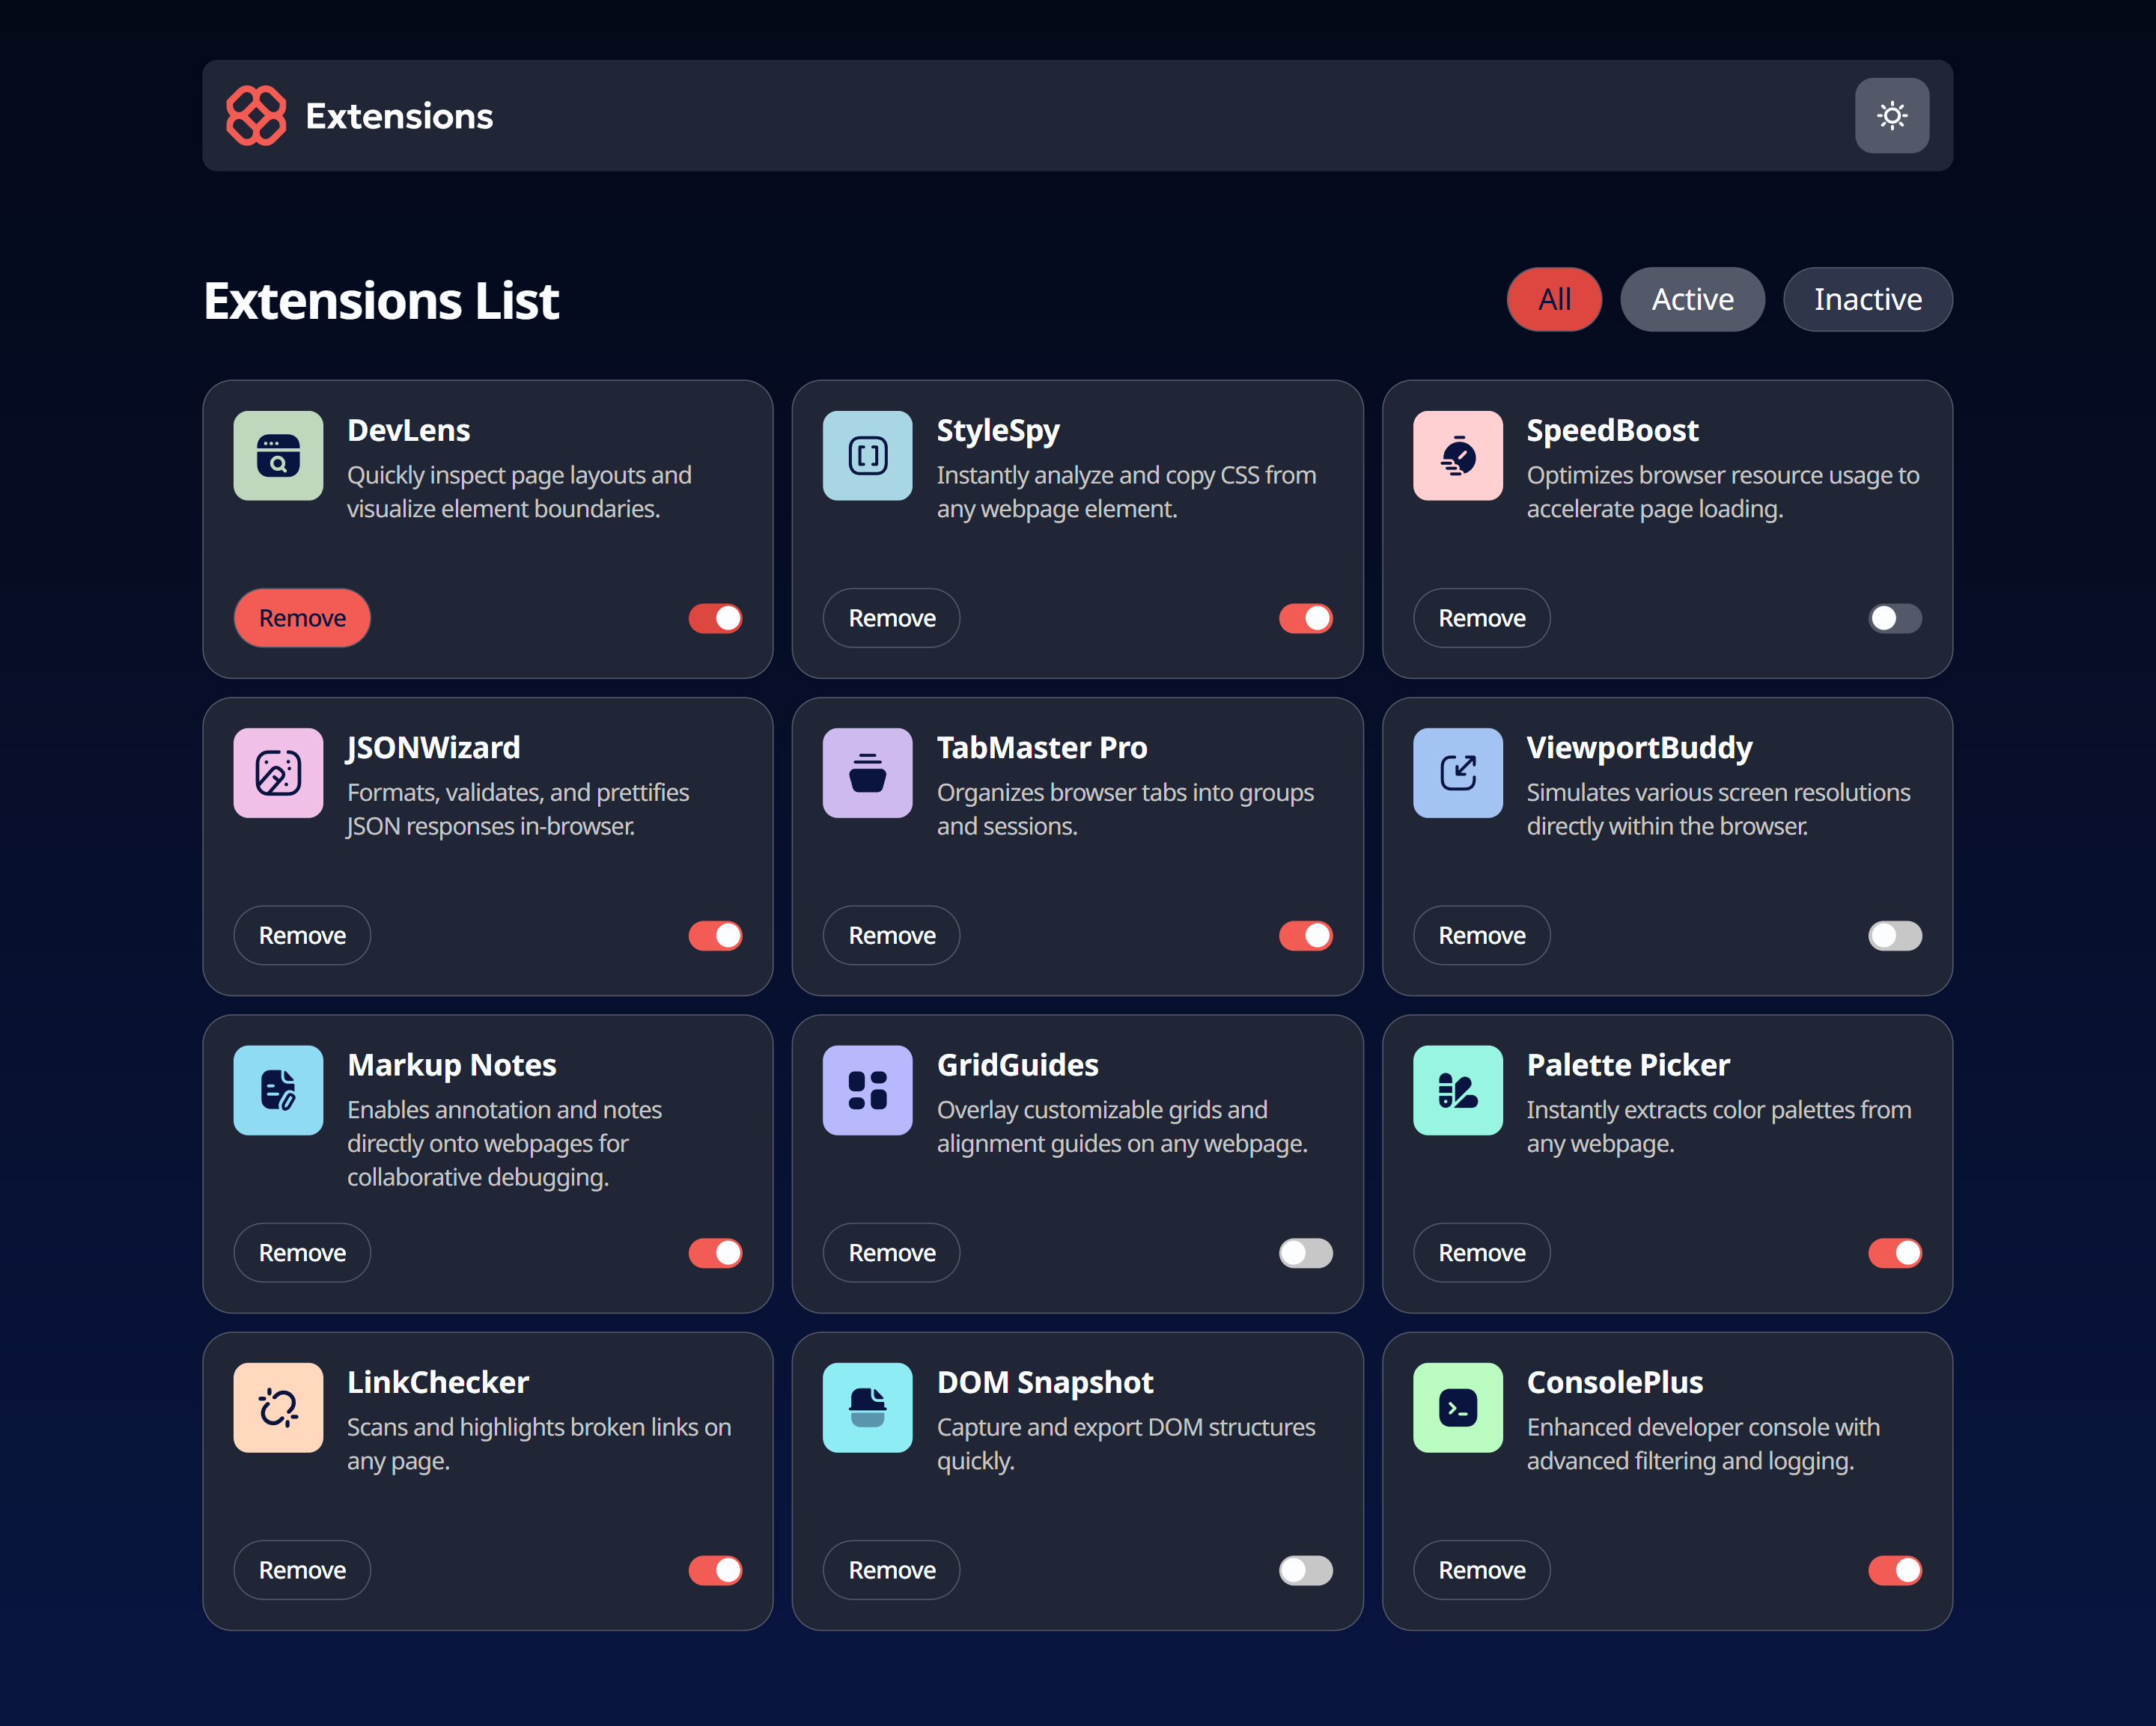 Extensions
Extensions List
All
Active
Inactive
DevLens
Quickly inspect page layouts and
visualize element boundaries.
Remove
StyleSpy
Instantly analyze and copy CSS from
any webpage element.
Remove
SpeedBoost
Optimizes browser resource usage to
accelerate page loading.
Remove
JSONWizard
Formats, validates, and prettifies
JSON responses in-browser.
Remove
TabMaster Pro
Organizes browser tabs into groups
and sessions.
Remove
ViewportBuddy
Simulates various screen resolutions
directly within the browser.
Remove
Markup Notes
Enables annotation and notes
directly onto webpages for
collaborative debugging.
Remove
GridGuides
Overlay customizable grids and
alignment guides on any webpage.
Remove
Palette Picker
Instantly extracts color palettes from
any webpage.
Remove
LinkChecker
Scans and highlights broken links on
any page.
Remove
DOM Snapshot
Capture and export DOM structures
quickly.
Remove
ConsolePlus
Enhanced developer console with
advanced filtering and logging.
Remove